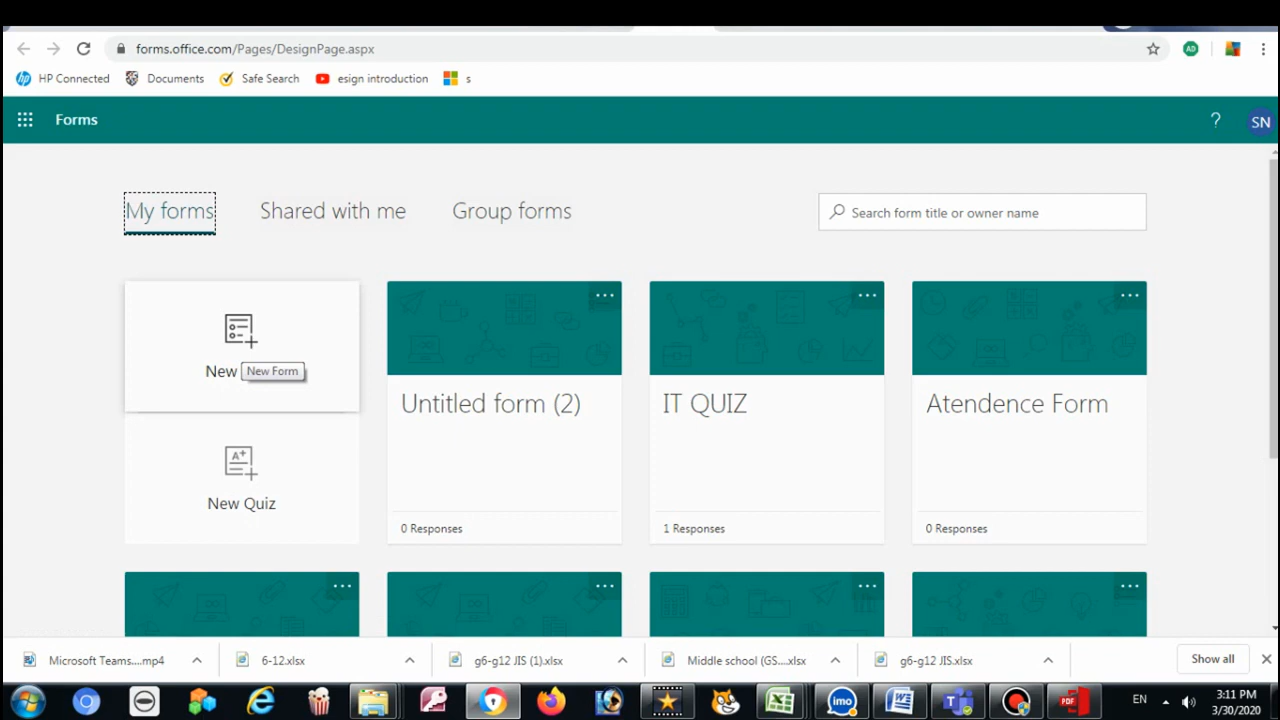 forms.office.com/Pages/DesignPage.aspx
HP Connected Documents Safe Search esign introduction s
Forms
? SN
My forms Shared with me Group forms
Search form title or owner name
New
New Form
New Quiz
Untitled form (2)
0 Responses
IT QUIZ
1 Responses
Atendence Form
0 Responses
Microsoft Teams....mp4
6-12.xlsx
g6-g12 JIS (1).xlsx
Middle school (GS....xlsx
g6-g12 JIS.xlsx
Show all
EN
3:11 PM
3/30/2020